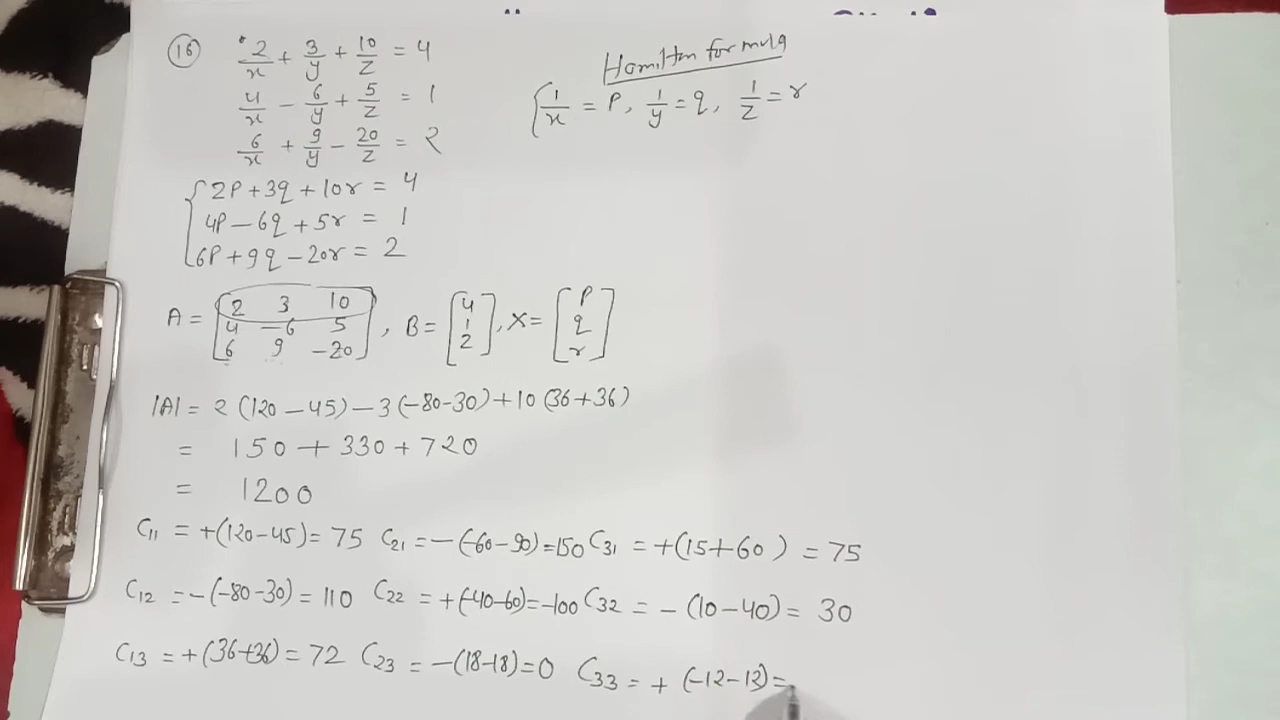 (16) 2/x + 3/y + 10/z = 4
4/x - 6/y + 5/z = 1
6/x + 9/y - 20/z = 2
Hamilton formula
{ 1/x = P, 1/y = q, 1/z = r
{ 2P + 3q + 10r = 4
4P - 6q + 5r = 1
6P + 9q - 20r = 2
A = [2 3 10; 4 -6 5; 6 9 -20], B = [4; 1; 2], X = [P; q; r]
|A| = 2 (120 - 45) - 3 (-80 - 30) + 10 (36 + 36)
= 150 + 330 + 720
= 1200
C11 = +(120 - 45) = 75 C21 = -(-60 - 90) = 150 C31 = +(15 + 60) = 75
C12 = -(-80 - 30) = 110 C22 = +(-40 - 60) = -100 C32 = -(10 - 40) = 30
C13 = +(36 + 36) = 72 C23 = -(18 - 18) = 0 C33 = +(-12 - 12) =